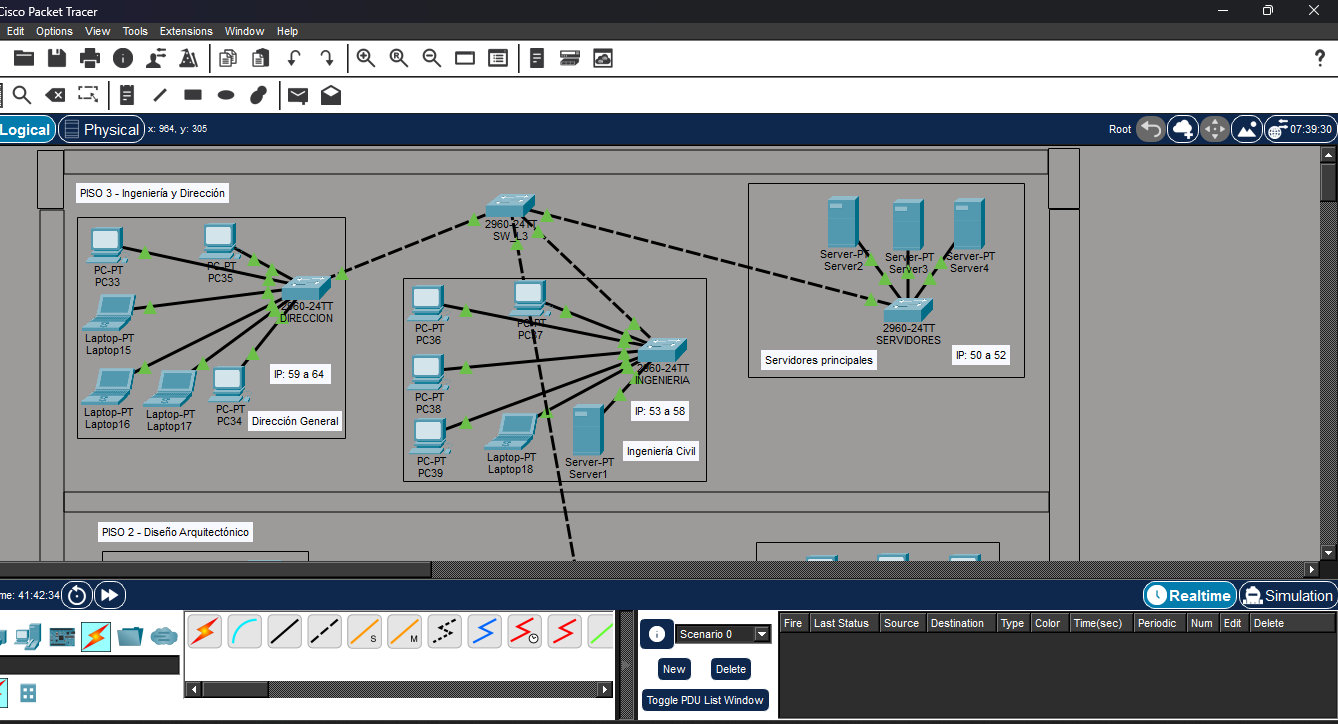 Cisco Packet Tracer
Edit Options View Tools Extensions Window Help
Logical Physical x: 964, y: 305 Root 07:39:30
PISO 3 - Ingeniería y Dirección
PC-PT
PC33
PC-PT
PC35
2960-24TT
DIRECCION
Laptop-PT
Laptop15
Laptop-PT
Laptop16
Laptop-PT
Laptop17
PC-PT
PC34
IP: 59 a 64
Dirección General
2960-24TT
SW_L3
PC-PT
PC36
PC-PT
PC37
PC-PT
PC38
PC-PT
PC39
Laptop-PT
Laptop18
Server-PT
Server1
2960-24TT
INGENIERIA
IP: 53 a 58
Ingeniería Civil
Server-PT
Server2
Server-PT
Server3
Server-PT
Server4
2960-24TT
SERVIDORES
Servidores principales
IP: 50 a 52
PISO 2 - Diseño Arquitectónico
me: 41:42:34 Realtime Simulation
S M
Scenario 0
New Delete
Toggle PDU List Window
Fire Last Status Source Destination Type Color Time(sec) Periodic Num Edit Delete